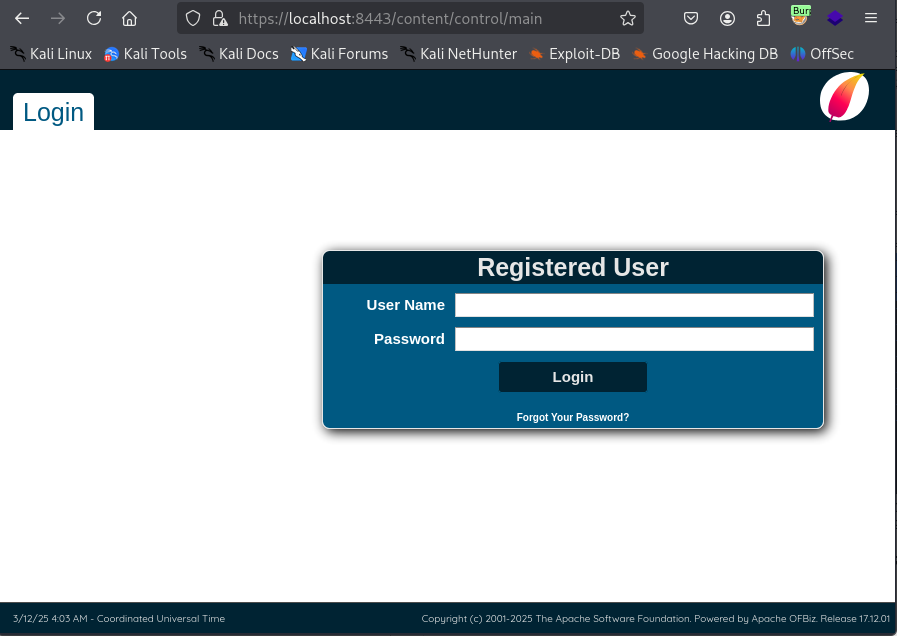 https://localhost:8443/content/control/main
Burp
Kali Linux Kali Tools Kali Docs Kali Forums Kali NetHunter Exploit-DB Google Hacking DB OffSec
Login
Registered User
User Name
Password
Login
Forgot Your Password?
3/12/25 4:03 AM - Coordinated Universal Time Copyright (c) 2001-2025 The Apache Software Foundation. Powered by Apache OFBiz. Release 17.12.01